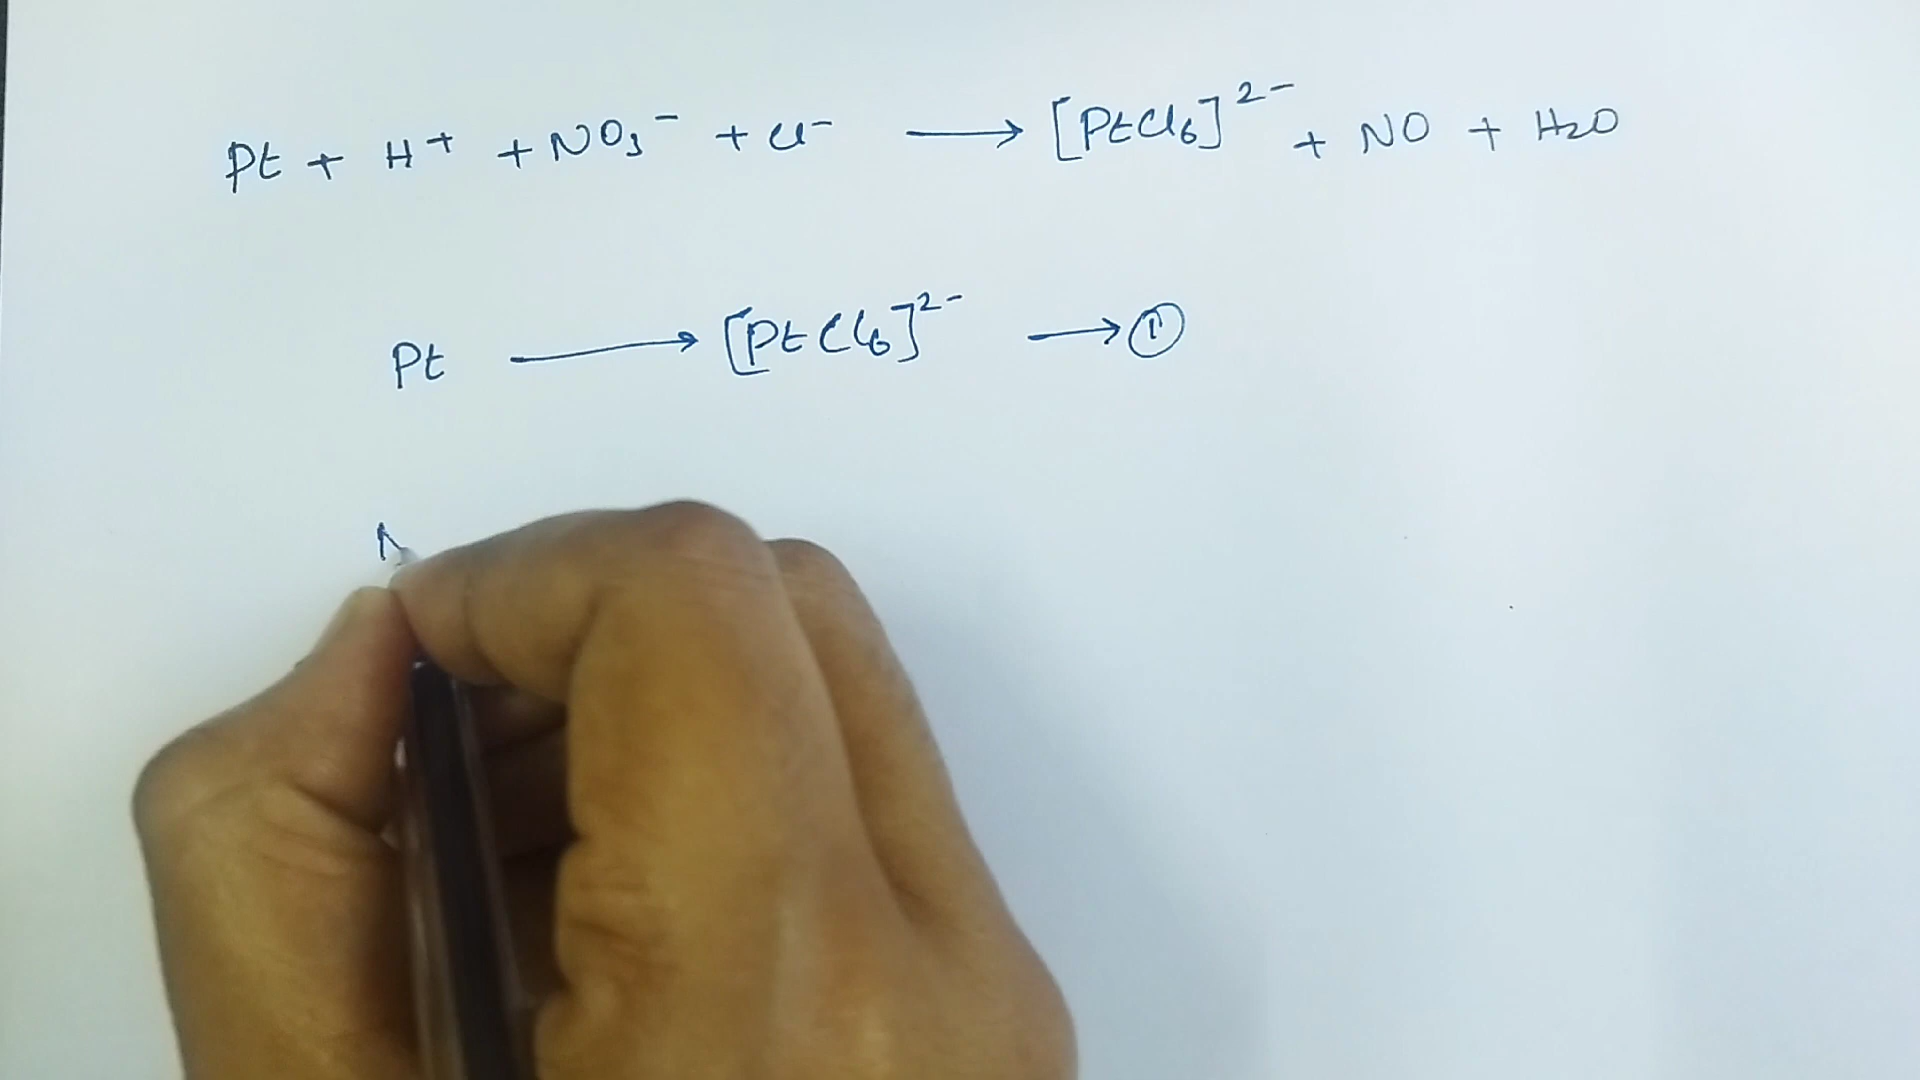 Pt + H⁺ + NO₃⁻ + Cl⁻ ⟶ [PtCl₆]²⁻ + NO + H₂O
Pt ⟶ [PtCl₆]²⁻ ⟶ ①
N